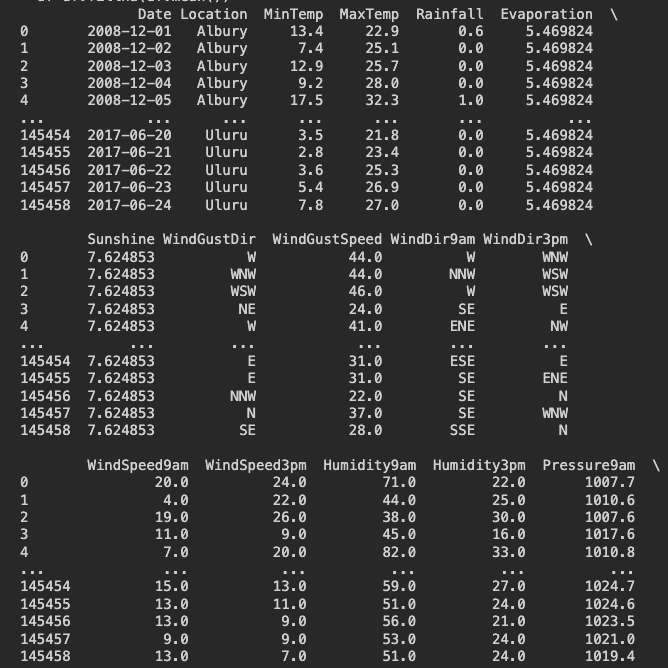 Date Location MinTemp MaxTemp Rainfall Evaporation \
0 2008-12-01 Albury 13.4 22.9 0.6 5.469824
1 2008-12-02 Albury 7.4 25.1 0.0 5.469824
2 2008-12-03 Albury 12.9 25.7 0.0 5.469824
3 2008-12-04 Albury 9.2 28.0 0.0 5.469824
4 2008-12-05 Albury 17.5 32.3 1.0 5.469824
... ... ... ... ... ... ...
145454 2017-06-20 Uluru 3.5 21.8 0.0 5.469824
145455 2017-06-21 Uluru 2.8 23.4 0.0 5.469824
145456 2017-06-22 Uluru 3.6 25.3 0.0 5.469824
145457 2017-06-23 Uluru 5.4 26.9 0.0 5.469824
145458 2017-06-24 Uluru 7.8 27.0 0.0 5.469824
Sunshine WindGustDir WindGustSpeed WindDir9am WindDir3pm \
0 7.624853 W 44.0 W WNW
1 7.624853 WNW 44.0 NNW WSW
2 7.624853 WSW 46.0 W WSW
3 7.624853 NE 24.0 SE E
4 7.624853 W 41.0 ENE NW
... ... ... ... ... ...
145454 7.624853 E 31.0 ESE E
145455 7.624853 E 31.0 SE ENE
145456 7.624853 NNW 22.0 SE N
145457 7.624853 N 37.0 SE WNW
145458 7.624853 SE 28.0 SSE N
WindSpeed9am WindSpeed3pm Humidity9am Humidity3pm Pressure9am \
0 20.0 24.0 71.0 22.0 1007.7
1 4.0 22.0 44.0 25.0 1010.6
2 19.0 26.0 38.0 30.0 1007.6
3 11.0 9.0 45.0 16.0 1017.6
4 7.0 20.0 82.0 33.0 1010.8
... ... ... ... ... ...
145454 15.0 13.0 59.0 27.0 1024.7
145455 13.0 11.0 51.0 24.0 1024.6
145456 13.0 9.0 56.0 21.0 1023.5
145457 9.0 9.0 53.0 24.0 1021.0
145458 13.0 7.0 51.0 24.0 1019.4